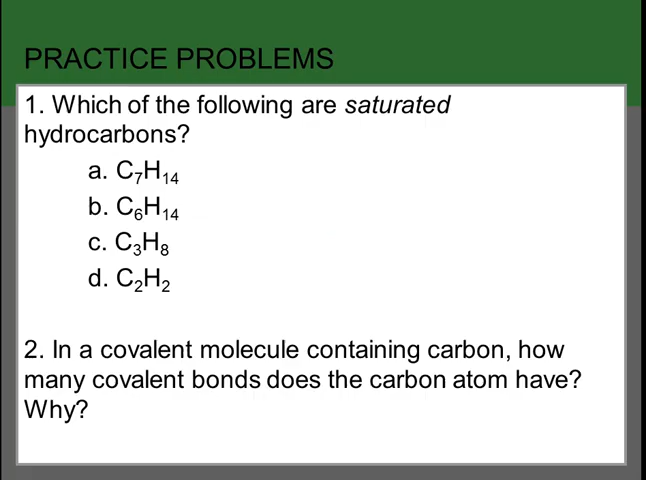 PRACTICE PROBLEMS
1. Which of the following are saturated
hydrocarbons?
a. C₇H₁₄
b. C₆H₁₄
c. C₃H₈
d. C₂H₂
2. In a covalent molecule containing carbon, how
many covalent bonds does the carbon atom have?
Why?